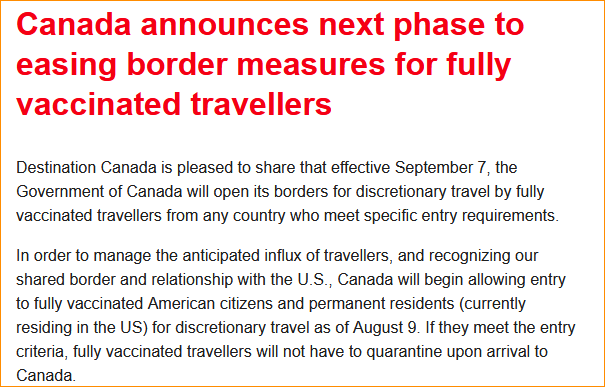 Canada announces next phase to
easing border measures for fully
vaccinated travellers
Destination Canada is pleased to share that effective September 7, the
Government of Canada will open its borders for discretionary travel by fully
vaccinated travellers from any country who meet specific entry requirements.
In order to manage the anticipated influx of travellers, and recognizing our
shared border and relationship with the U.S., Canada will begin allowing entry
to fully vaccinated American citizens and permanent residents (currently
residing in the US) for discretionary travel as of August 9. If they meet the entry
criteria, fully vaccinated travellers will not have to quarantine upon arrival to
Canada.